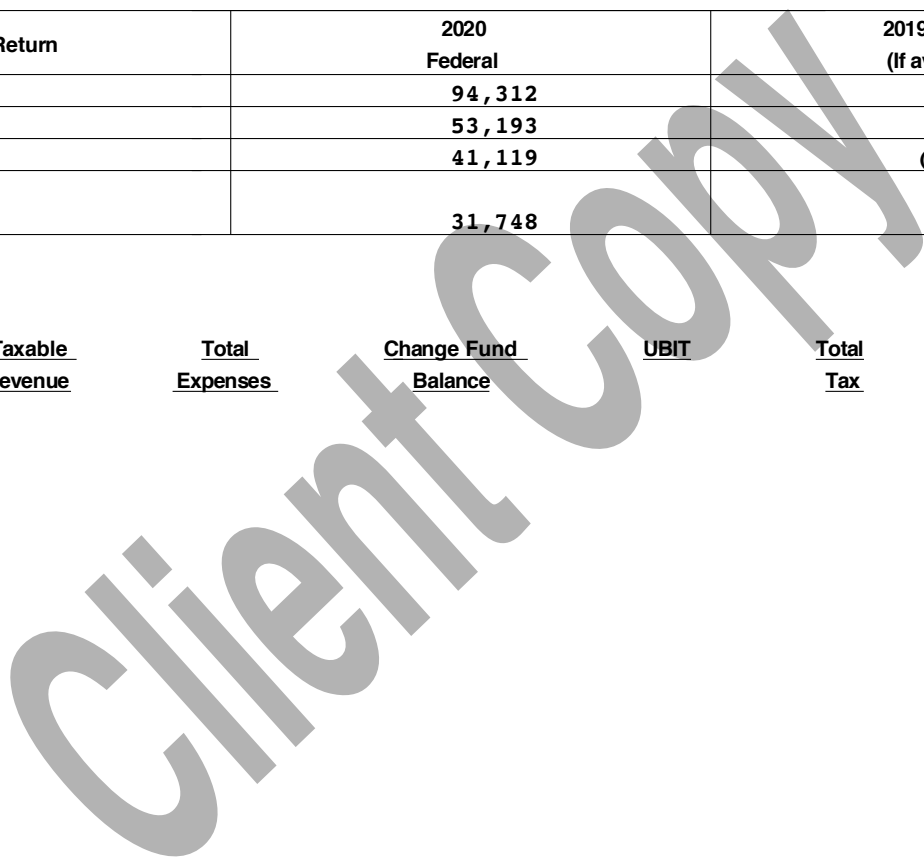 Return 2020 2019
Federal (If av
94,312
53,193
41,119 (
31,748
Taxable Total Change Fund UBIT Total
evenue Expenses Balance Tax
Client Copy